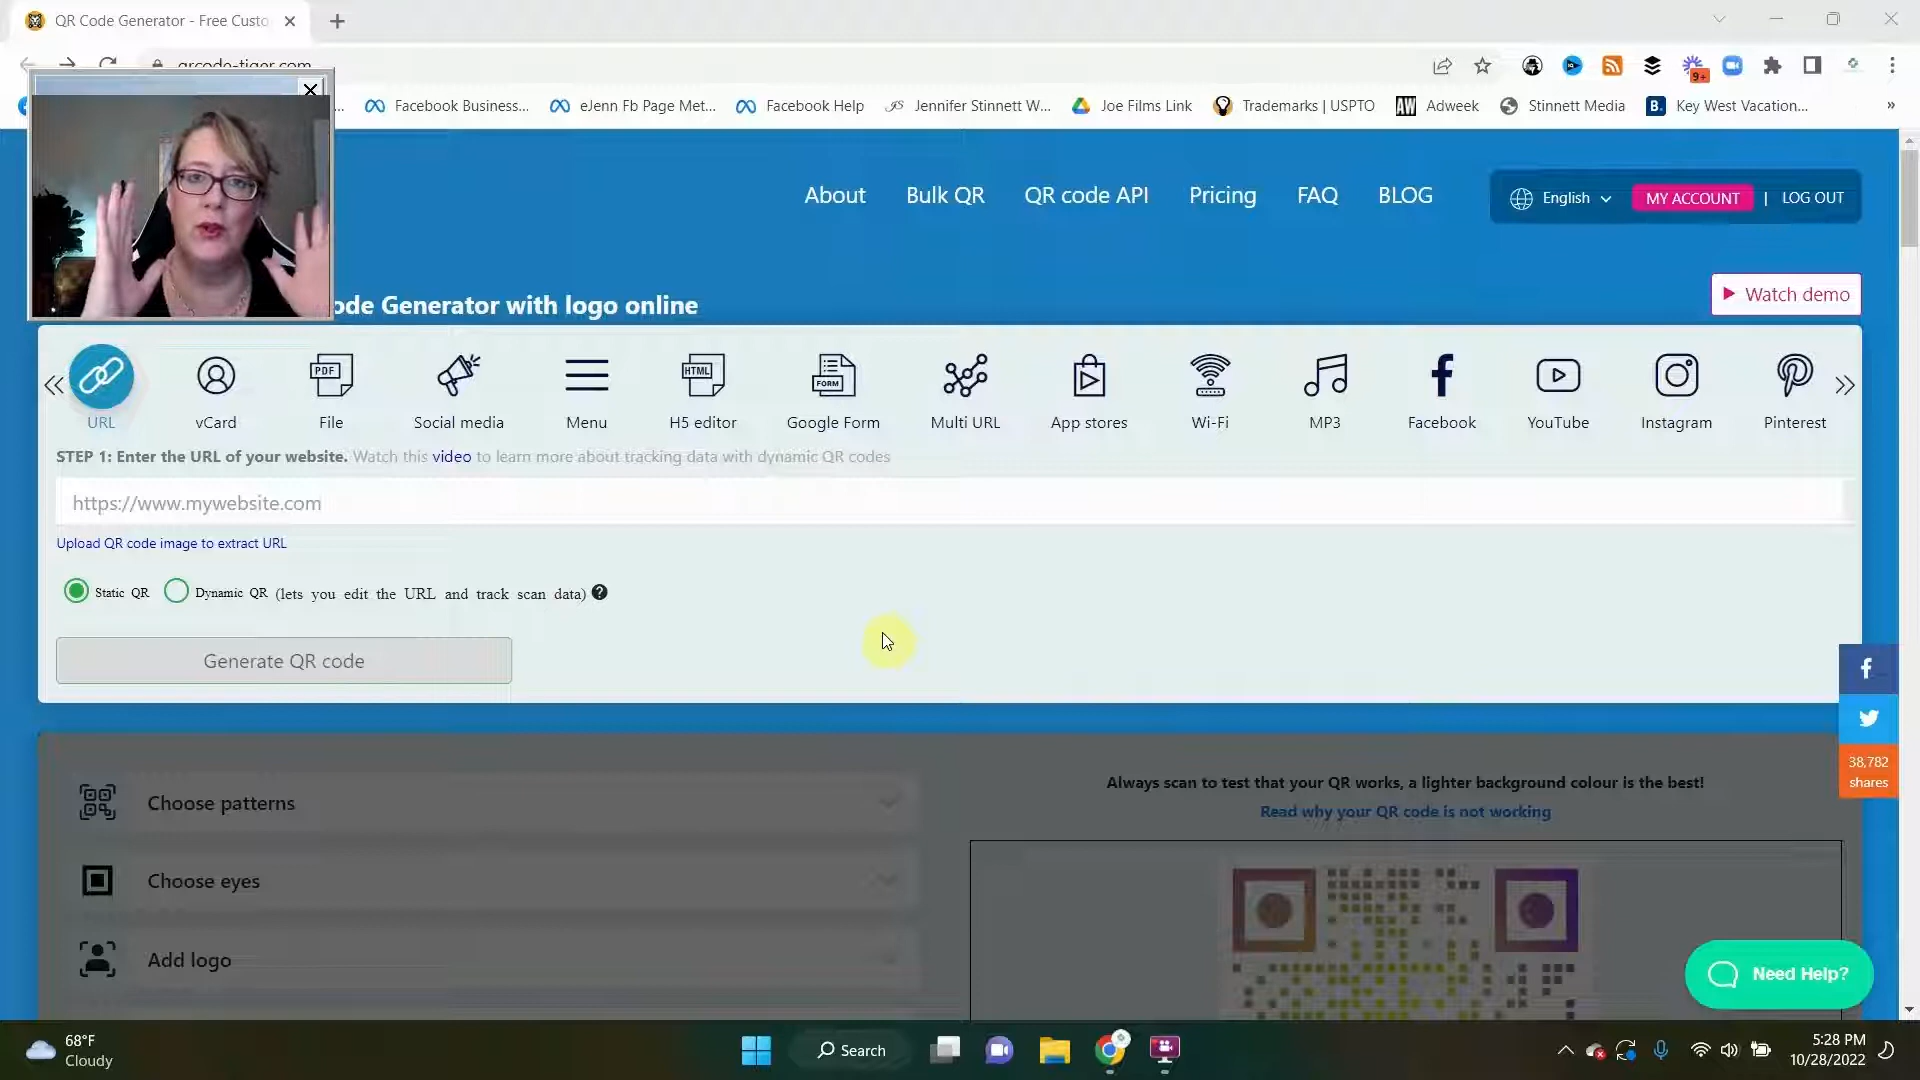 QR Code Generator - Free Custo
qrcode-tiger.com
Facebook Business...
eJenn Fb Page Met...
Facebook Help
Jennifer Stinnett W...
Joe Films Link
Trademarks | USPTO
AW Adweek
Stinnett Media
B. Key West Vacation...
9+
About
Bulk QR
QR code API
Pricing
FAQ
BLOG
English
MY ACCOUNT
|
LOG OUT
ode Generator with logo online
Watch demo
PDF
HTML
FORM
URL
vCard
File
Social media
Menu
H5 editor
Google Form
Multi URL
App stores
Wi-Fi
MP3
Facebook
YouTube
Instagram
Pinterest
STEP 1: Enter the URL of your website. Watch this video to learn more about tracking data with dynamic QR codes
https://www.mywebsite.com
Upload QR code image to extract URL
Static QR
Dynamic QR (lets you edit the URL and track scan data) ?
Generate QR code
38,782
shares
Choose patterns
Choose eyes
Add logo
Always scan to test that your QR works, a lighter background colour is the best!
Read why your QR code is not working
Need Help?
68°F
Cloudy
Search
5:28 PM
10/28/2022